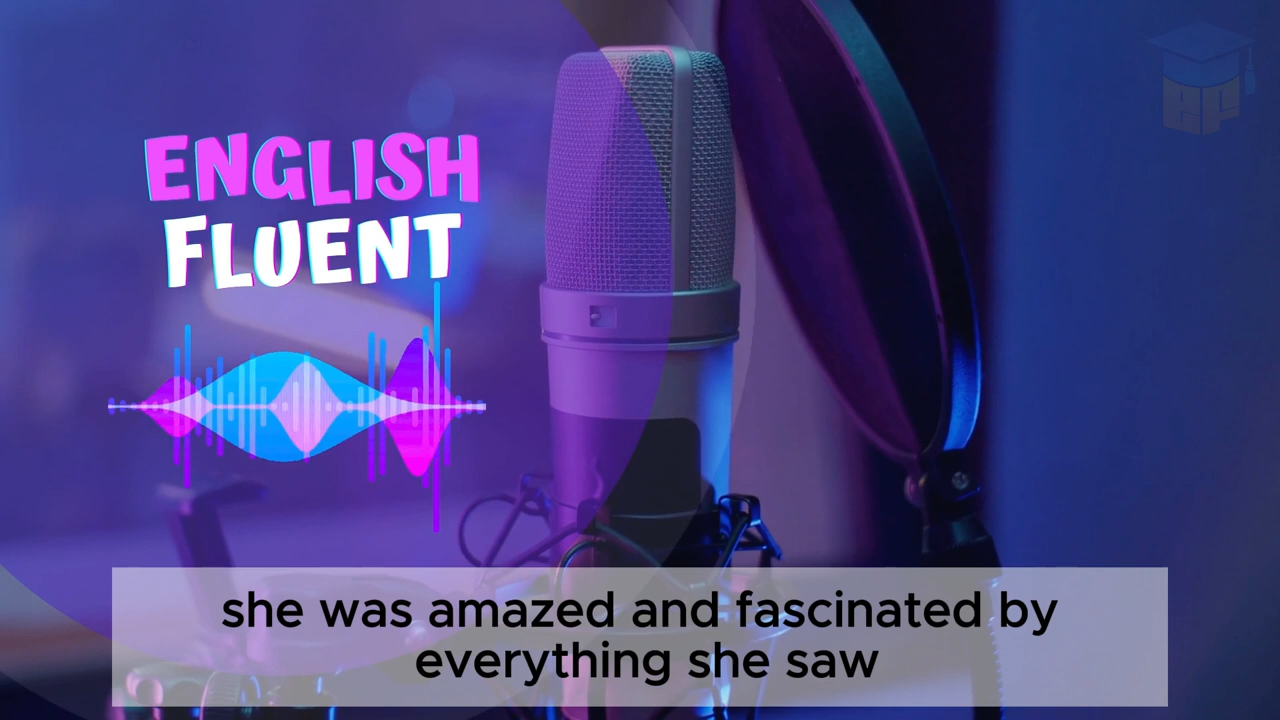 ENGLISH
FLUENT
she was amazed and fascinated by
everything she saw